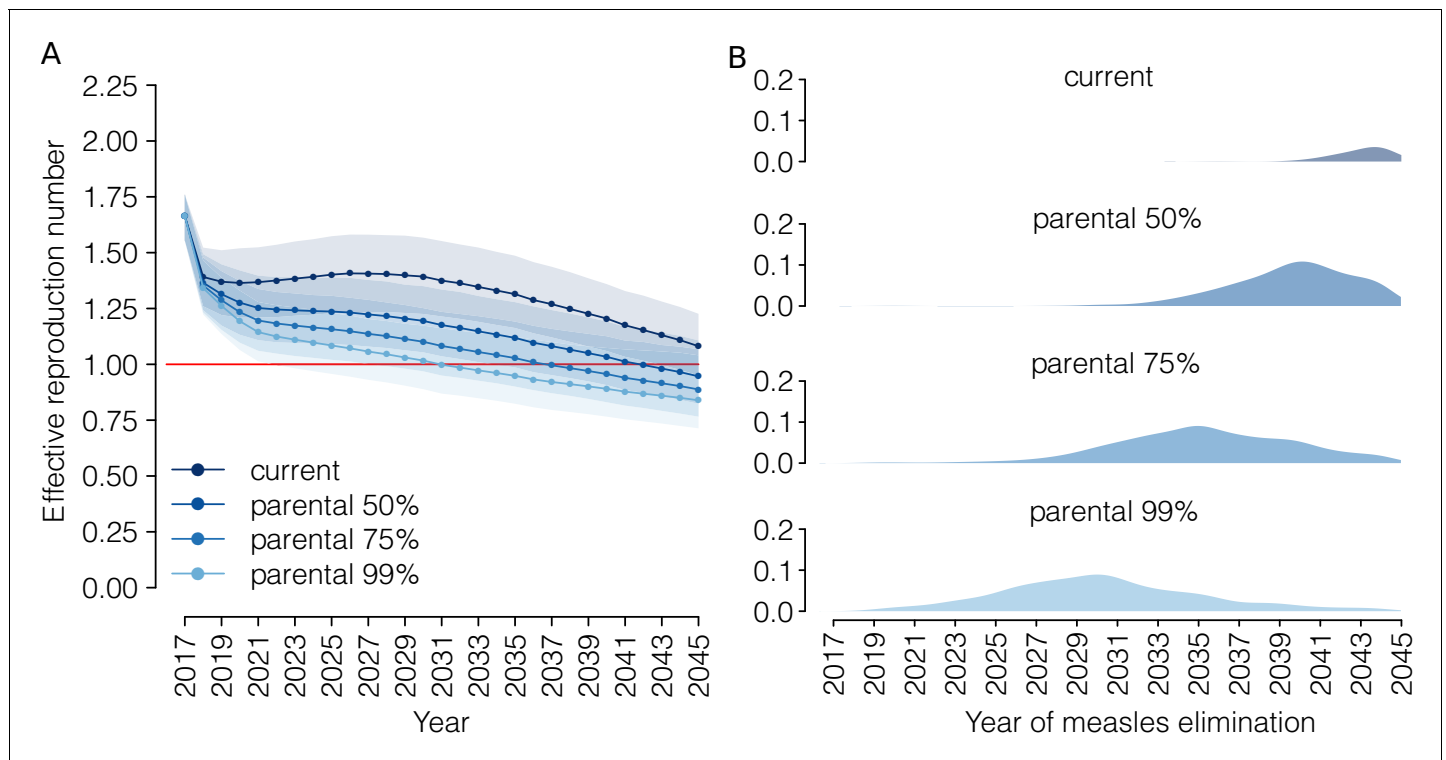 A
2.25
2.00
1.75
1.50
1.25
1.00
0.75
0.50
0.25
0.00
Effective reproduction number
current
parental 50%
parental 75%
parental 99%
2017 2019 2021 2023 2025 2027 2029 2031 2033 2035 2037 2039 2041 2043 2045
Year
B
current
0.2
0.1
0.0
parental 50%
0.2
0.1
0.0
parental 75%
0.2
0.1
0.0
parental 99%
0.2
0.1
0.0
2017 2019 2021 2023 2025 2027 2029 2031 2033 2035 2037 2039 2041 2043 2045
Year of measles elimination